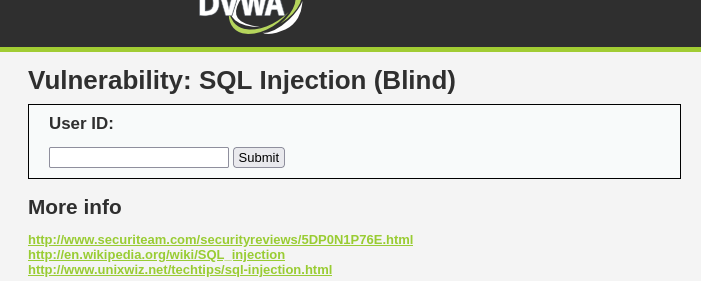 DVWA
Vulnerability: SQL Injection (Blind)
User ID:
Submit
More info
http://www.securiteam.com/securityreviews/5DP0N1P76E.html
http://en.wikipedia.org/wiki/SQL_injection
http://www.unixwiz.net/techtips/sql-injection.html